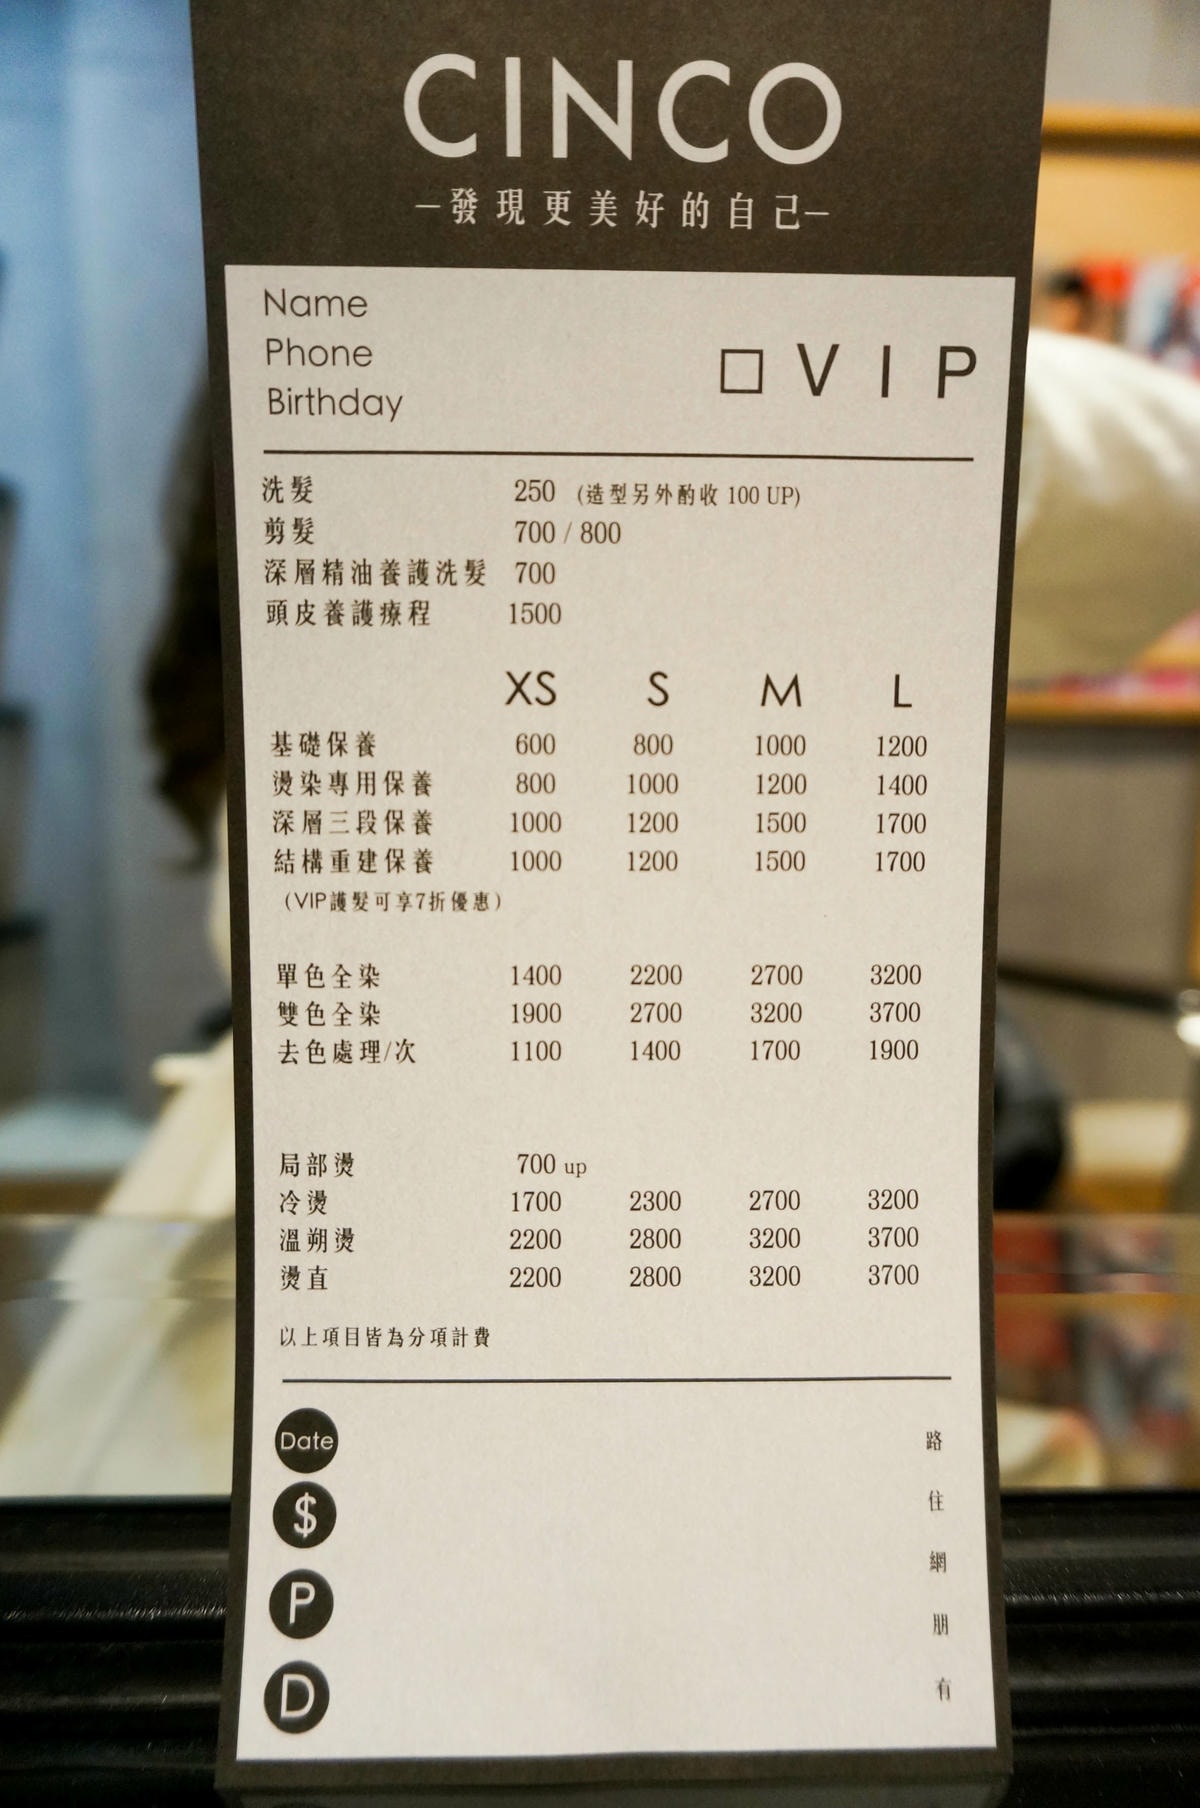 CINCO
—發現更美好的自己—
Name
Phone
Birthday
□ V I P
洗髮 250 (造型另外酌收 100 UP)
剪髮 700 / 800
深層精油養護洗髮 700
頭皮養護療程 1500
XS S M L
基礎保養 600 800 1000 1200
燙染專用保養 800 1000 1200 1400
深層三段保養 1000 1200 1500 1700
結構重建保養 1000 1200 1500 1700
(VIP護髮可享7折優惠)
單色全染 1400 2200 2700 3200
雙色全染 1900 2700 3200 3700
去色處理/次 1100 1400 1700 1900
局部燙 700 up
冷燙 1700 2300 2700 3200
溫朔燙 2200 2800 3200 3700
燙直 2200 2800 3200 3700
以上項目皆為分項計費
Date
$
P
D
路
住
網
朋
有